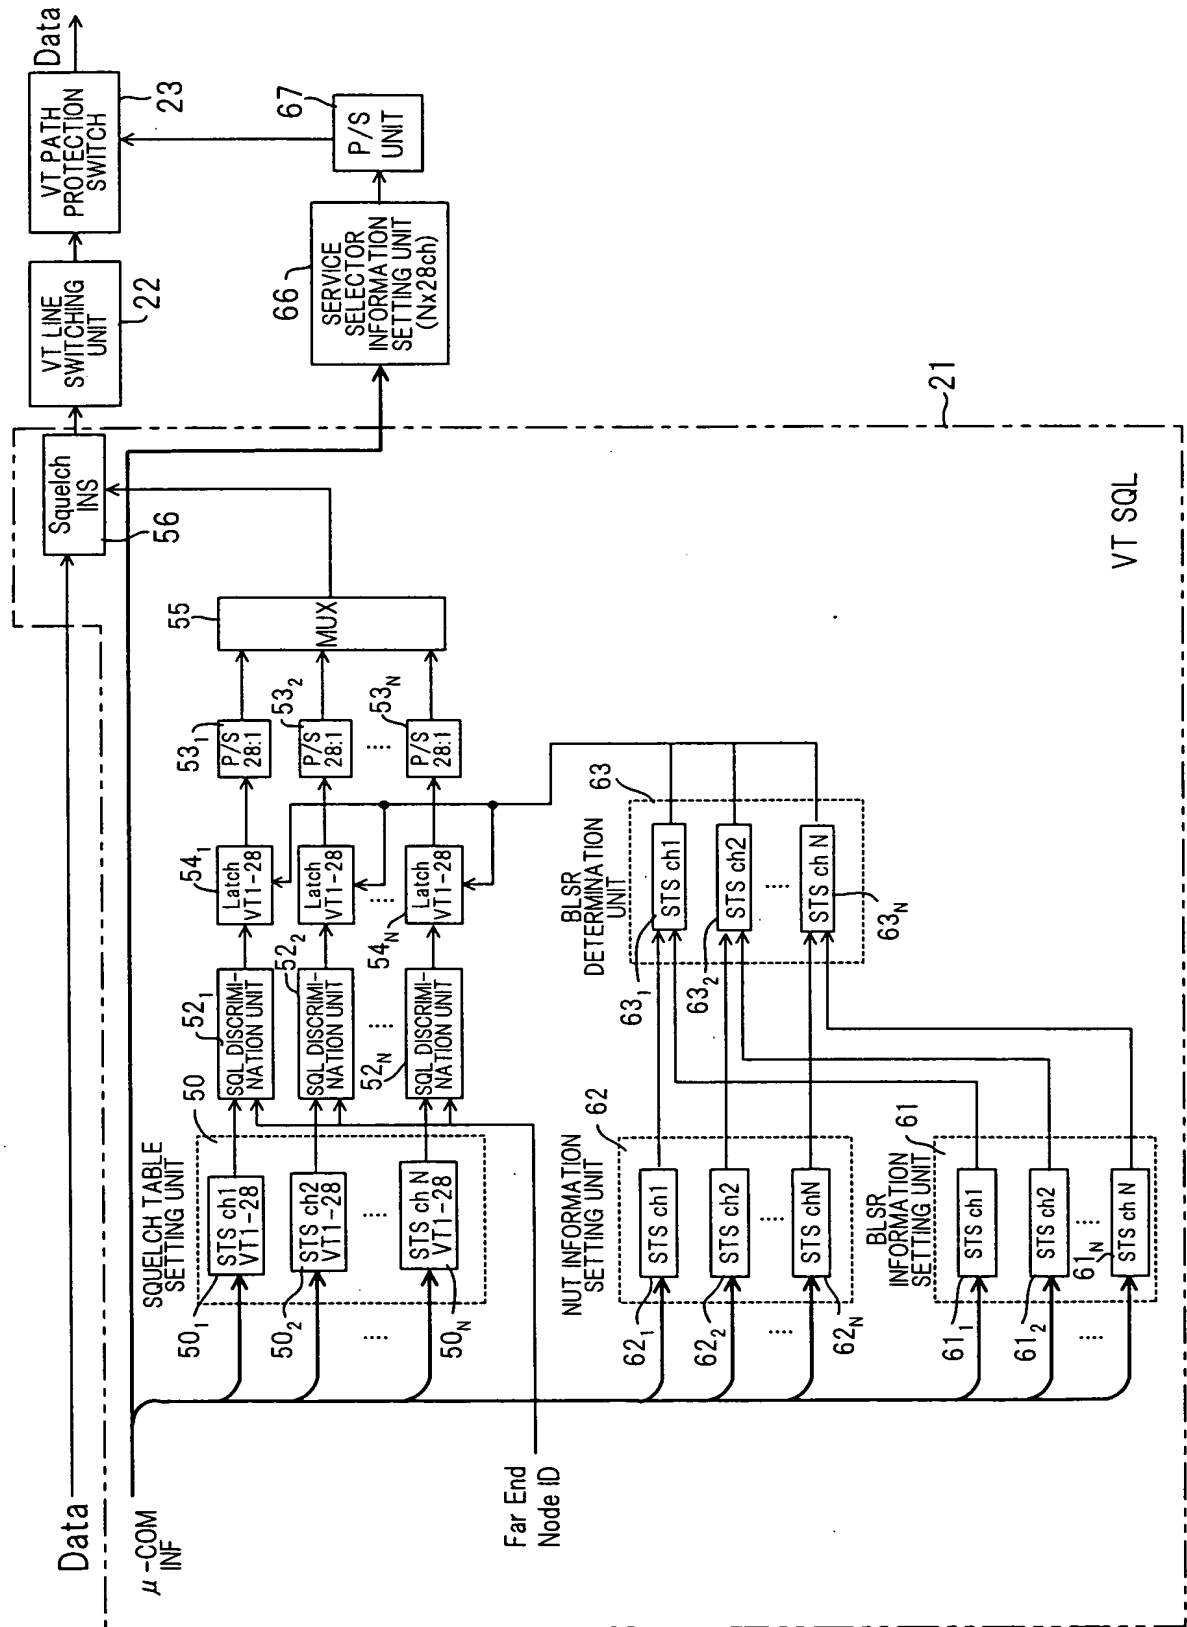 Data
μ-COM
INF
Far End
Node ID
SQUELCH TABLE
SETTING UNIT
50
50₁
STS ch1
VT1-28
50₂
STS ch2
VT1-28
.....
.....
50N
STS ch N
VT1-28
52₁
SQL DISCRIMI-
NATION UNIT
52₂
SQL DISCRIMI-
NATION UNIT
.....
52N
SQL DISCRIMI-
NATION UNIT
54₁
Latch
VT1-28
Latch
VT1-28
.....
54N
Latch
VT1-28
53₁
P/S
28:1
53₂
P/S
28:1
.....
53N
P/S
28:1
55
MUX
Squelch
INS
56
VT LINE
SWITCHING
UNIT
22
VT PATH
PROTECTION
SWITCH
23
Data
66
SERVICE
SELECTOR
INFORMATION
SETTING UNIT
(Nx28ch)
67
P/S
UNIT
21
NUT INFORMATION
SETTING UNIT
62
62₁
STS ch1
62₂
STS ch2
.....
.....
62N
STS chN
BLSR
INFORMATION
SETTING UNIT
61
61₁
STS ch1
61₂
STS ch2
.....
.....
61N
STS ch N
BLSR
DETERMINATION
UNIT
63
63₁
STS ch1
63₂
STS ch2
.....
63N
STS ch N
VT SQL